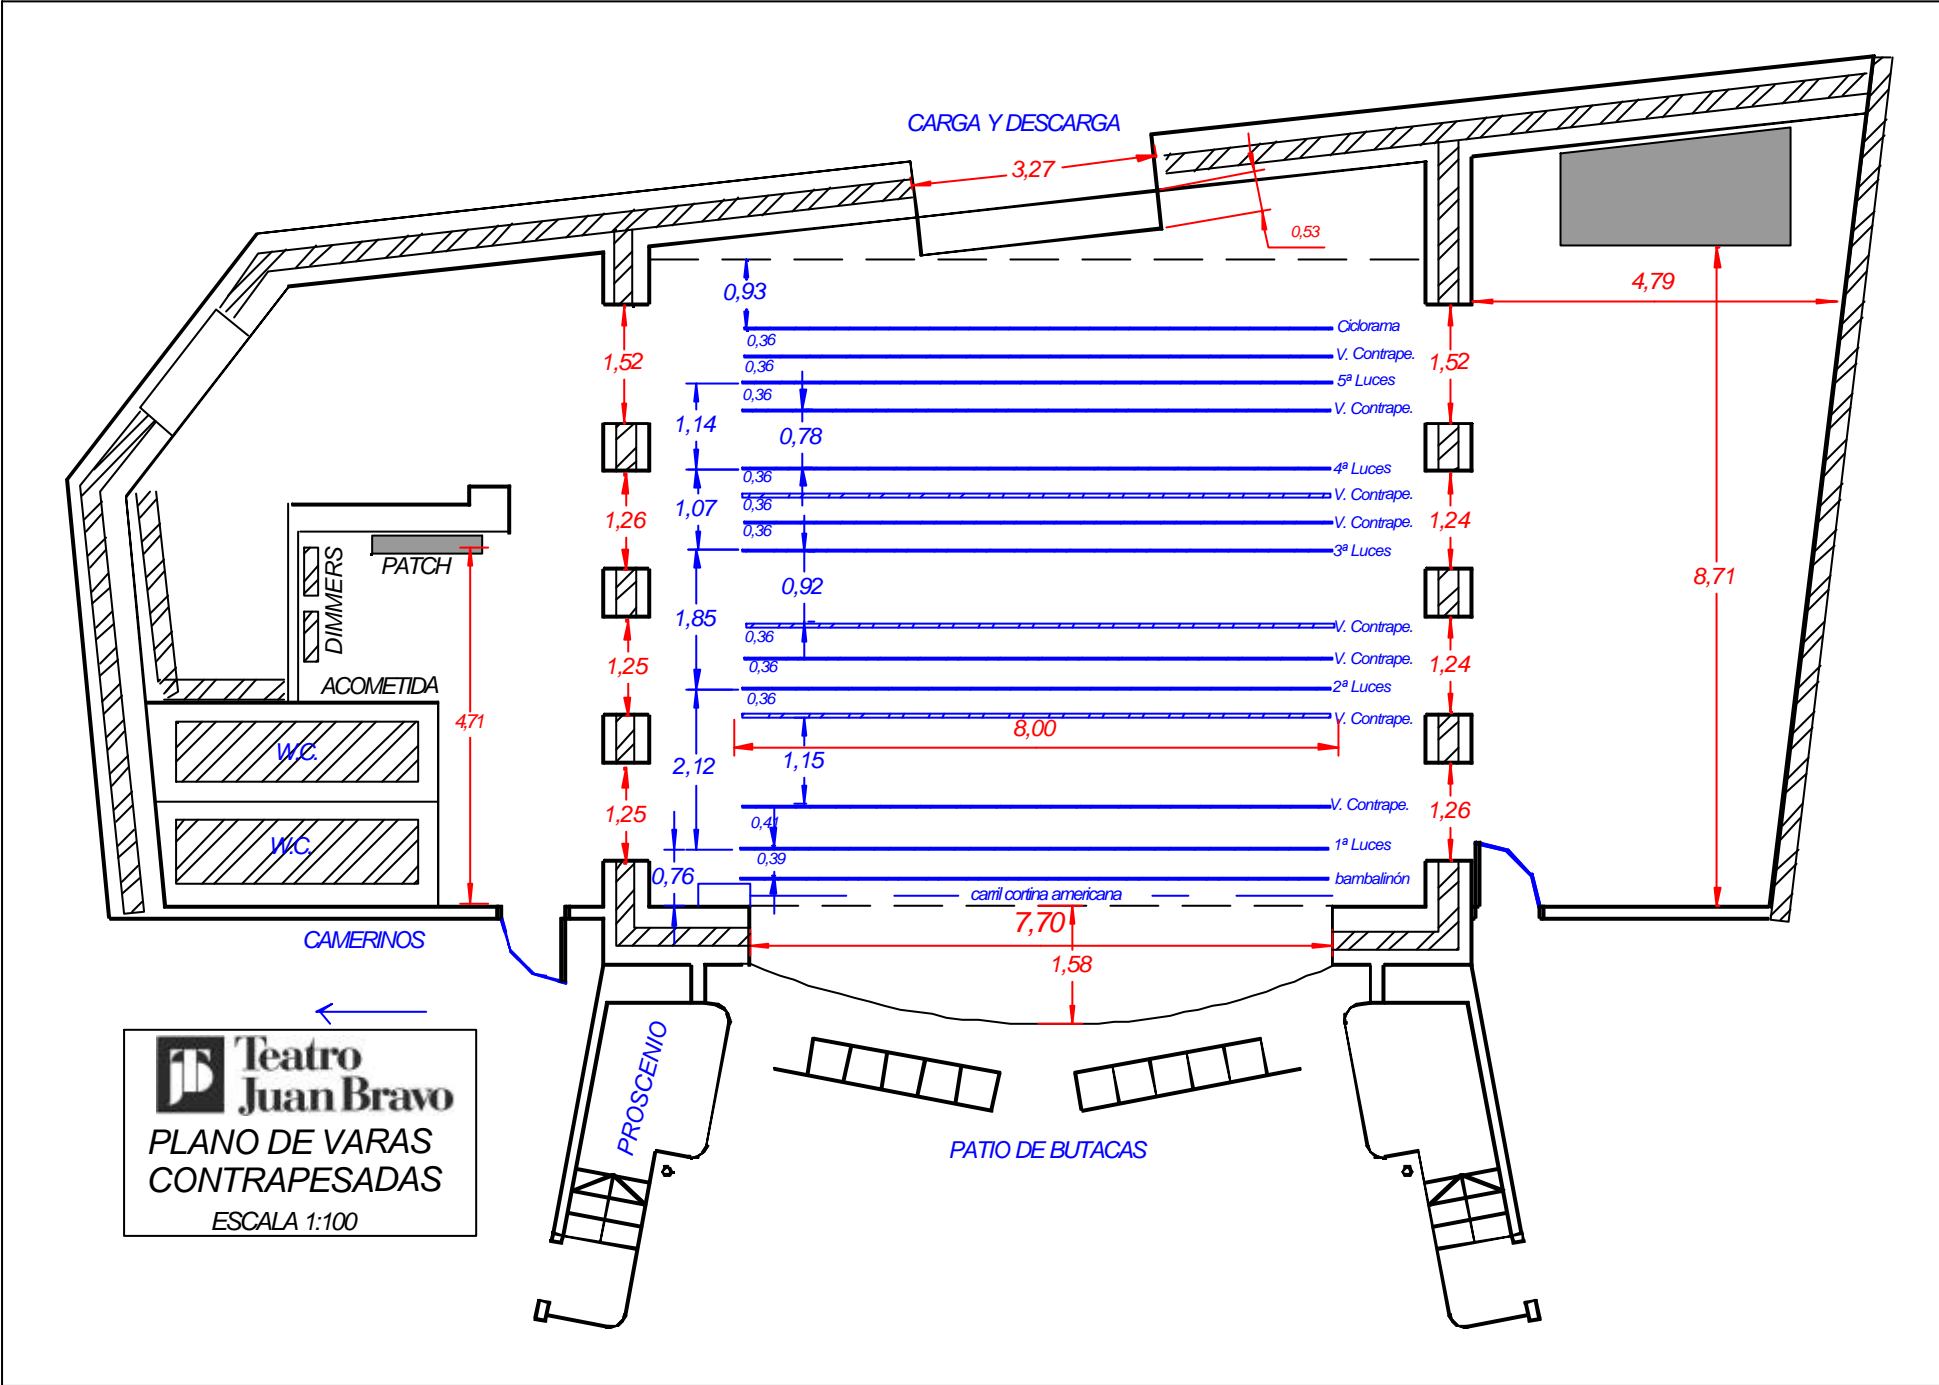 CARGA Y DESCARGA
3,27
0,53
0,93
4,79
Ciclorama
0,36
V. Contrape.
1,52
1,52
0,36
5ª Luces
0,36
V. Contrape.
1,14
0,78
4ª Luces
0,36
V. Contrape.
0,36
1,07
1,26
1,24
V. Contrape.
0,36
3ª Luces
DIMMERS
PATCH
8,71
0,92
1,85
V. Contrape.
0,36
V. Contrape.
1,25
1,24
0,36
2ª Luces
ACOMETIDA
0,36
V. Contrape.
4,71
8,00
W.C.
2,12
1,15
V. Contrape.
1,25
1,26
0,41
1ª Luces
W.C.
0,39
0,76
bambalinón
carril cortina americana
7,70
CAMERINOS
1,58
PROSCENIO
PATIO DE BUTACAS
Teatro
Juan Bravo
PLANO DE VARAS
CONTRAPESADAS
ESCALA 1:100